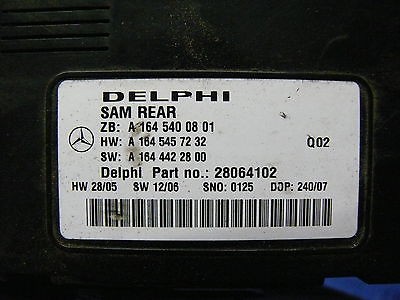 DELPHI
SAM REAR
ZB: A 164 540 08 01
HW: A 164 545 72 32 Q02
SW: A 164 442 28 00
Delphi Part no.: 28064102
HW 28/05 SW 12/06 SNO: 0125 DOP: 240/07